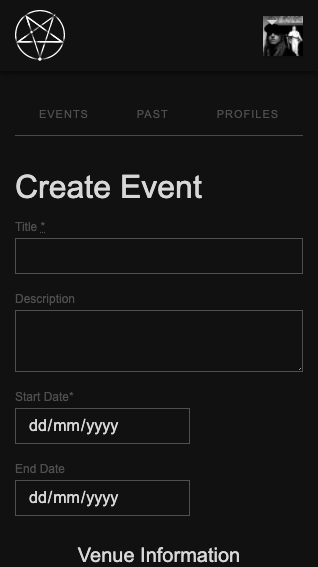 EVENTS PAST PROFILES
Create Event
Title *
Description
Start Date*
dd/mm/yyyy
End Date
dd/mm/yyyy
Venue Information